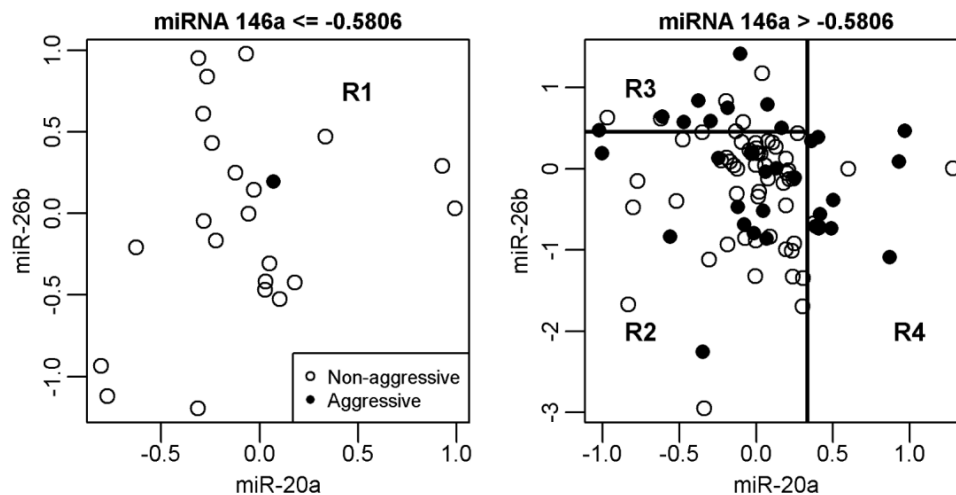 miRNA 146a <= -0.5806
R1
miR-26b
1.0
0.5
0.0
-0.5
-1.0
Non-aggressive
Aggressive
-0.5 0.0 0.5 1.0
miR-20a
miRNA 146a > -0.5806
R3
R2
R4
miR-26b
1
0
-1
-2
-3
-1.0 -0.5 0.0 0.5 1.0
miR-20a